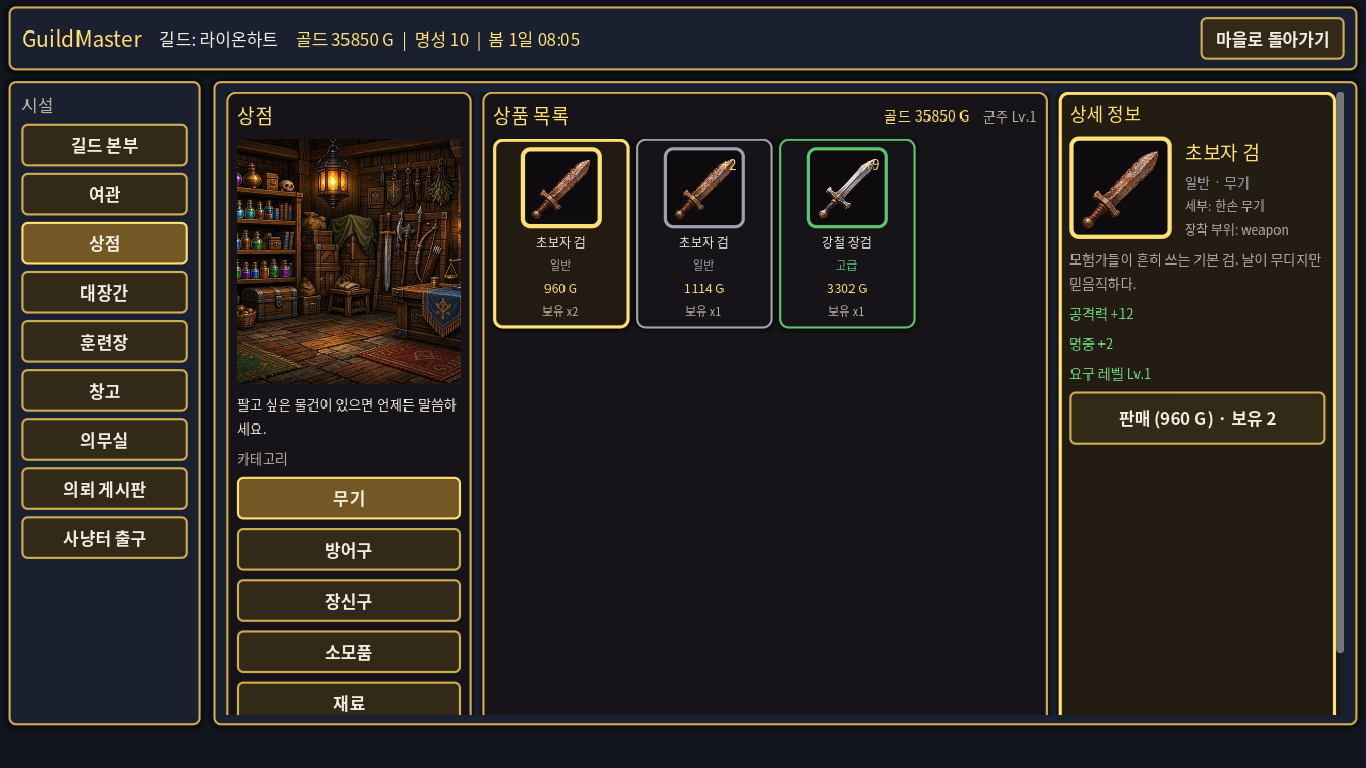 GuildMaster 길드: 라이온하트 골드 35850 G | 명성 10 | 봄 1일 08:05
마을로 돌아가기
시설
길드 본부
여관
상점
대장간
훈련장
창고
의무실
의뢰 게시판
사냥터 출구
상점
팔고 싶은 물건이 있으면 언제든 말씀하
세요.
카테고리
무기
방어구
장신구
소모품
재료
상품 목록
골드 35850 G 군주 Lv.1
초보자 검
일반
960 G
보유 x2
2
초보자 검
일반
1114 G
보유 x1
9
강철 장검
고급
3302 G
보유 x1
상세 정보
초보자 검
일반 · 무기
세부: 한손 무기
장착 부위: weapon
모험가들이 흔히 쓰는 기본 검. 날이 무디지만
믿음직하다.
공격력 +12
명중 +2
요구 레벨 Lv.1
판매 (960 G) · 보유 2